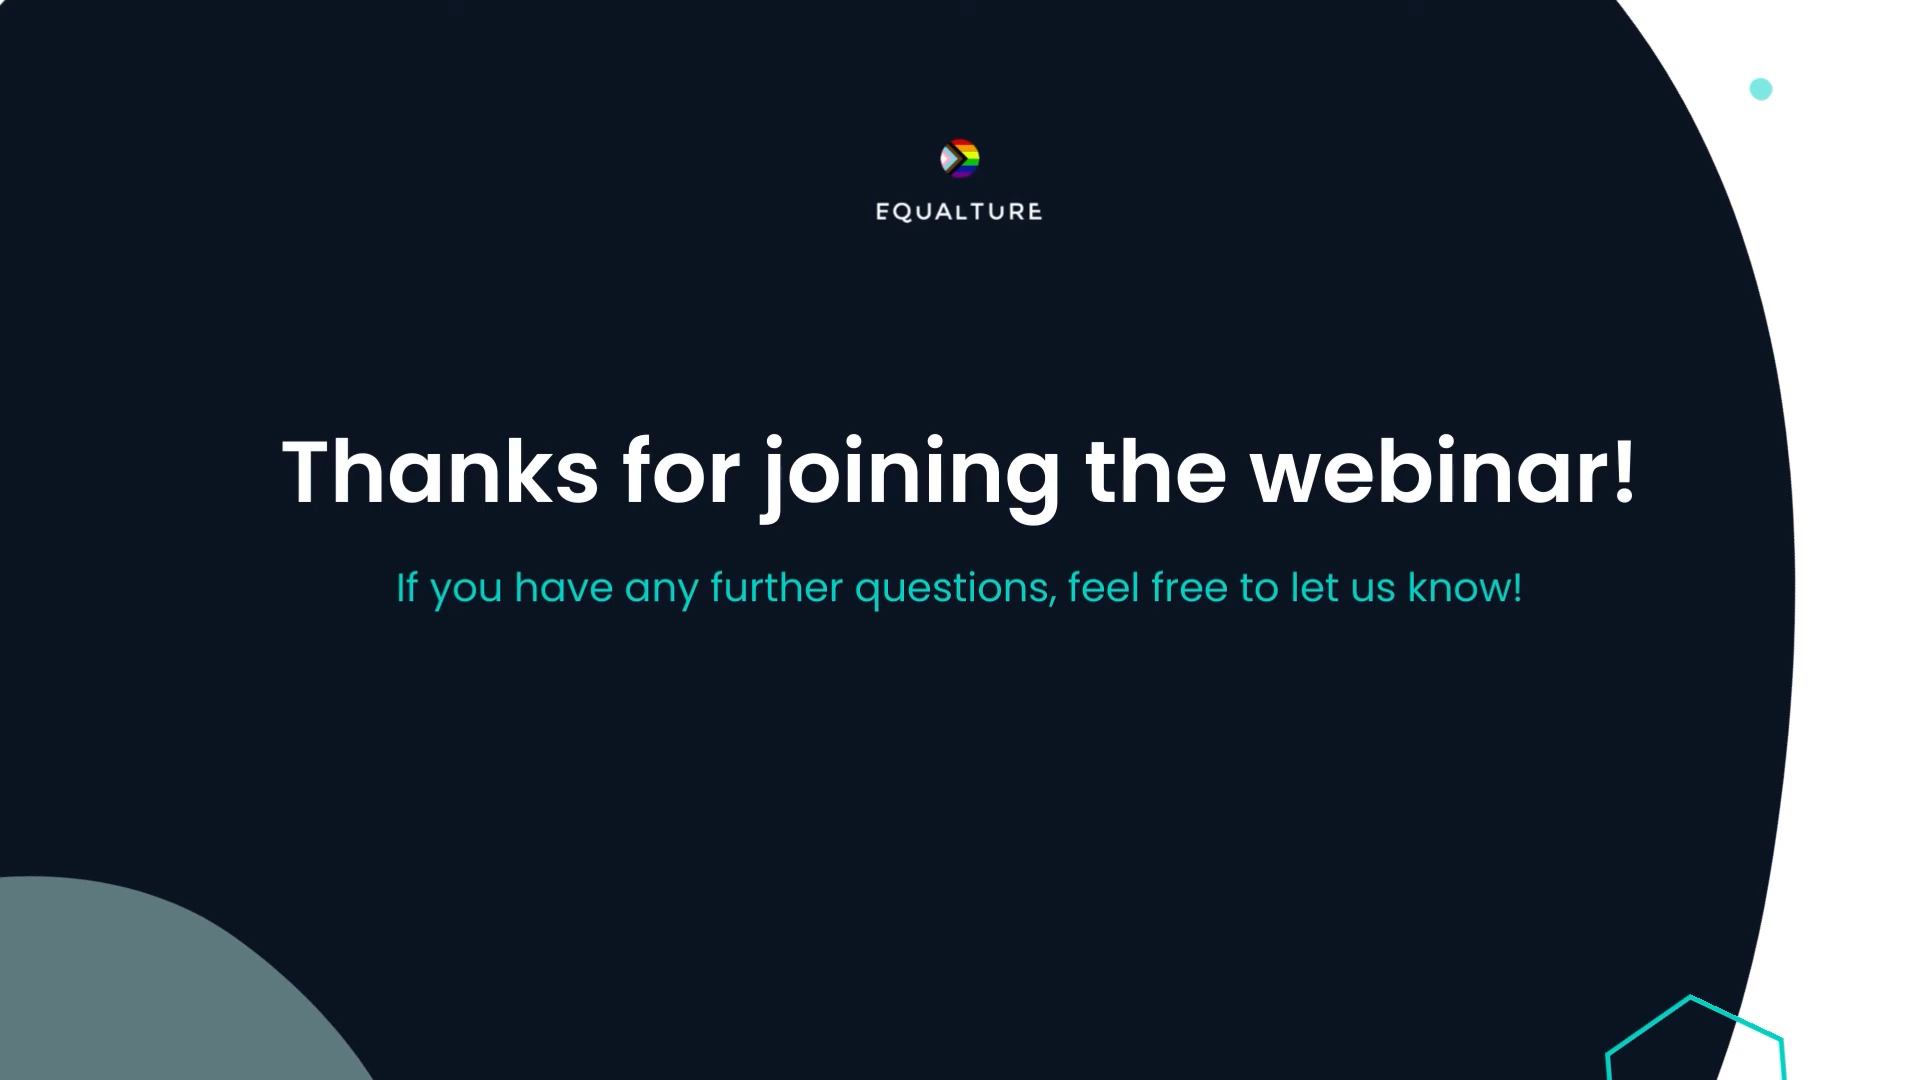 EQUALTURE
Thanks for joining the webinar!
If you have any further questions, feel free to let us know!